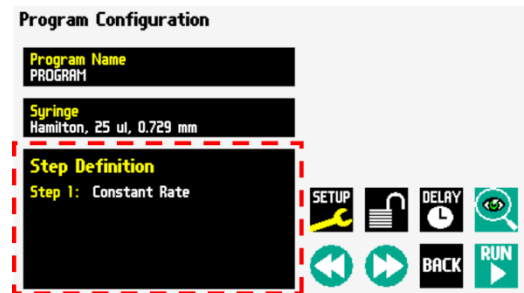 Program Configuration
Program Name
PROGRAM
Syringe
Hamilton, 25 ul, 0.729 mm
Step Definition
Step 1: Constant Rate
SETUP
DELAY
BACK
RUN